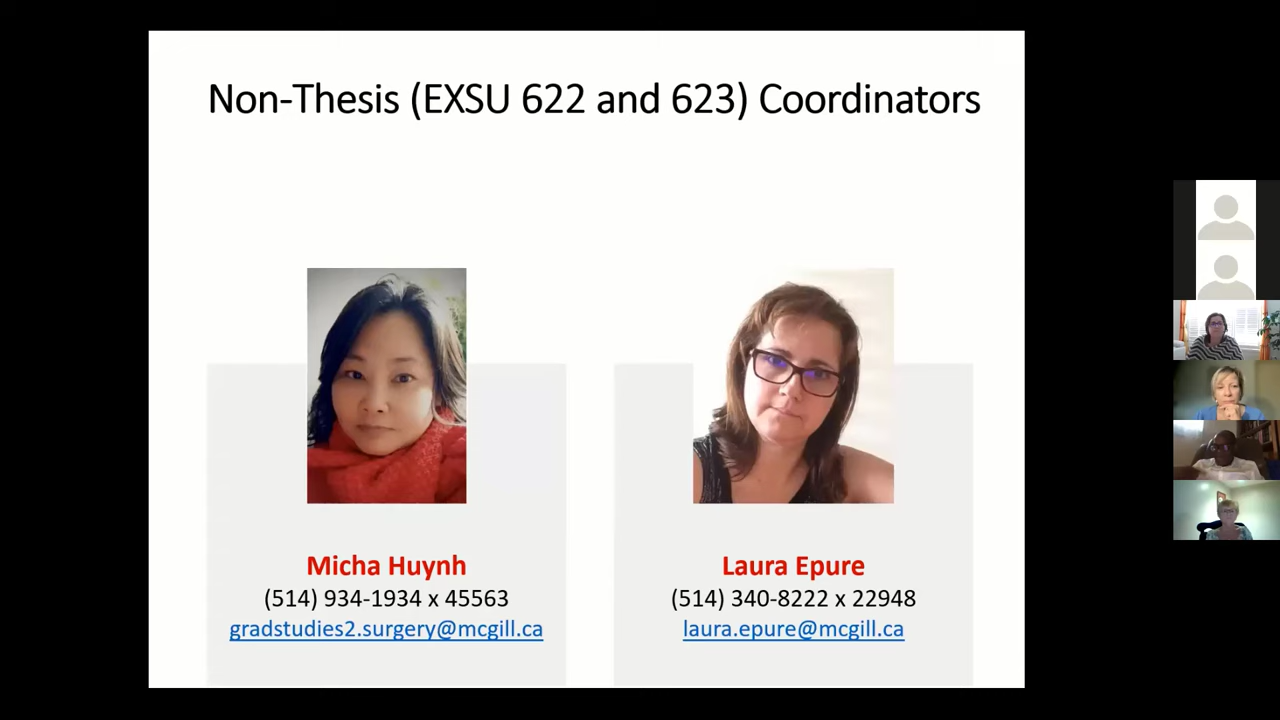 Non-Thesis (EXSU 622 and 623) Coordinators
Micha Huynh
(514) 934-1934 x 45563
gradstudies2.surgery@mcgill.ca
Laura Epure
(514) 340-8222 x 22948
laura.epure@mcgill.ca